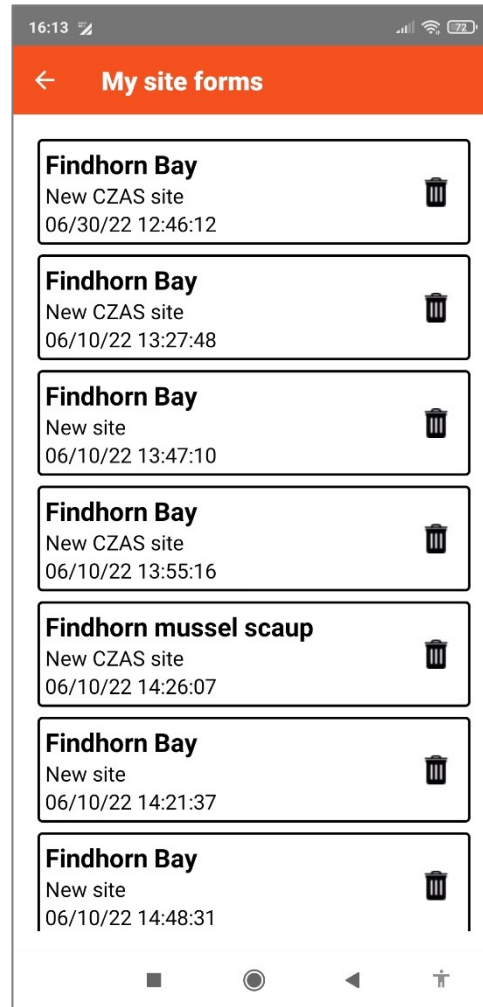 16:13 72
My site forms
Findhorn Bay
New CZAS site
06/30/22 12:46:12
Findhorn Bay
New CZAS site
06/10/22 13:27:48
Findhorn Bay
New site
06/10/22 13:47:10
Findhorn Bay
New CZAS site
06/10/22 13:55:16
Findhorn mussel scaup
New CZAS site
06/10/22 14:26:07
Findhorn Bay
New site
06/10/22 14:21:37
Findhorn Bay
New site
06/10/22 14:48:31